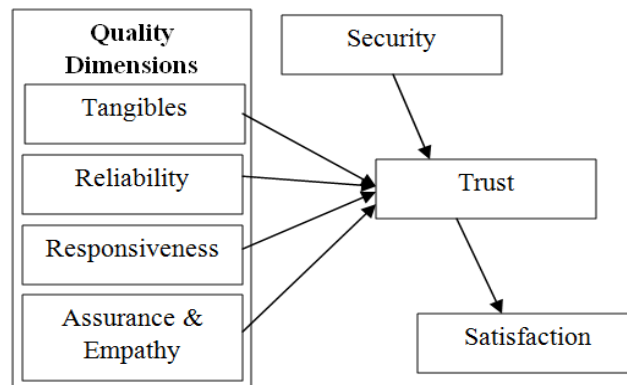 Quality
Dimensions
Tangibles
Reliability
Responsiveness
Assurance &
Empathy
Security
Trust
Satisfaction